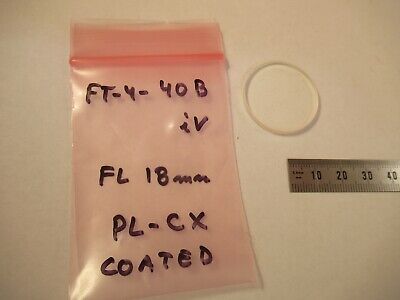 FT-4-40B
iV
FL 18mm
PL-CX
COATED
10 20 30 40